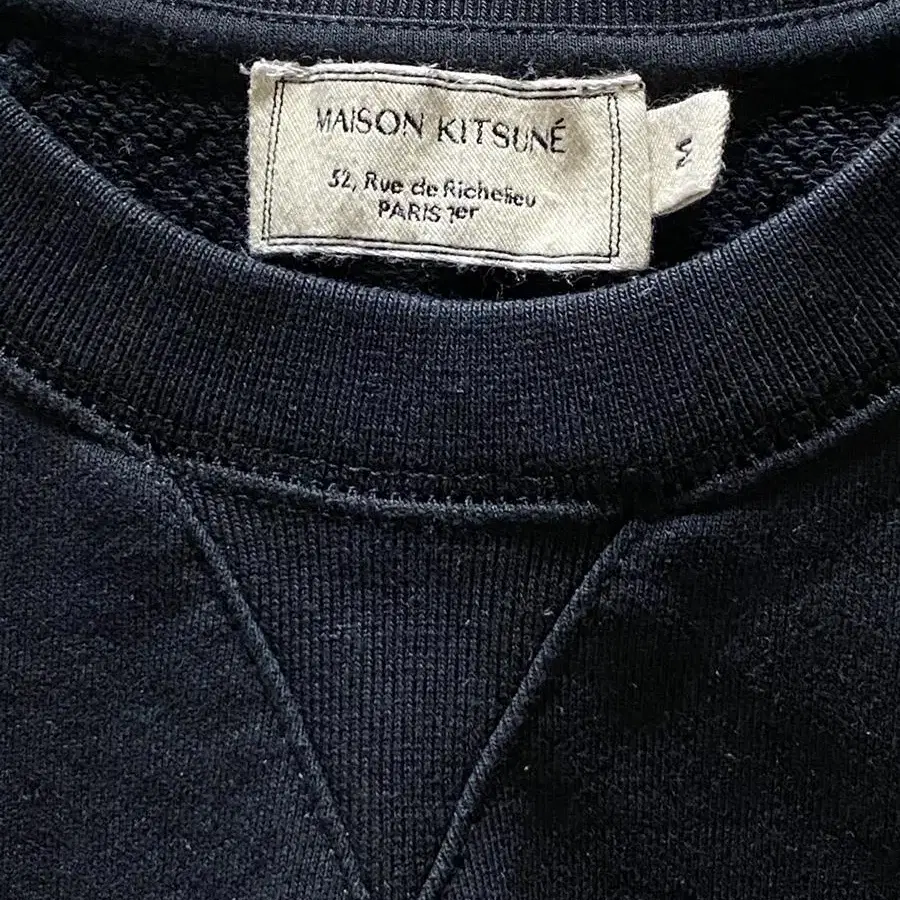 MAISON KITSUNÉ
52, Rue de Richelieu
PARIS 1er
M